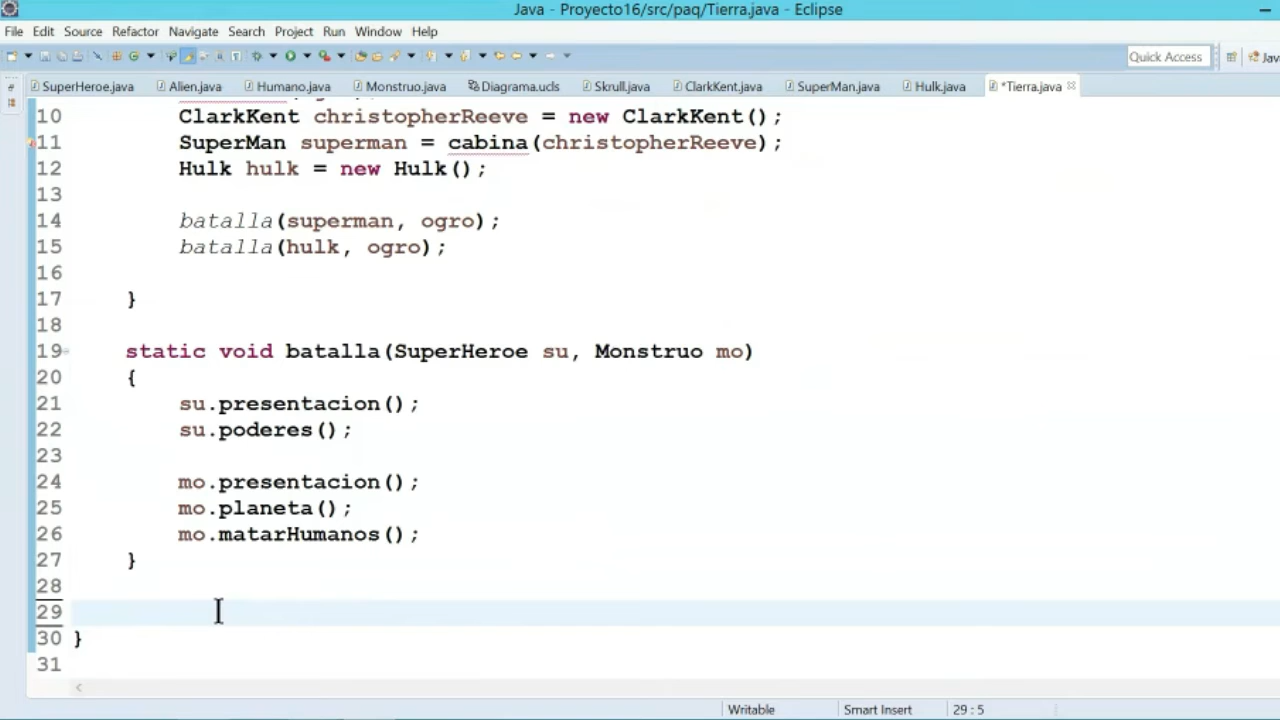 Java - Proyecto16/src/paq/Tierra.java - Eclipse
File Edit Source Refactor Navigate Search Project Run Window Help
Quick Access
SuperHeroe.java Alien.java Humano.java Monstruo.java Diagrama.ucls Skrull.java ClarkKent.java SuperMan.java Hulk.java *Tierra.java
10 ClarkKent christopherReeve = new ClarkKent();
11 SuperMan superman = cabina(christopherReeve);
12 Hulk hulk = new Hulk();
13
14 batalla(superman, ogro);
15 batalla(hulk, ogro);
16
17 }
18
19 static void batalla(SuperHeroe su, Monstruo mo)
20 {
21 su.presentacion();
22 su.poderes();
23
24 mo.presentacion();
25 mo.planeta();
26 mo.matarHumanos();
27 }
28
29
30 }
31
Writable Smart Insert 29 : 5